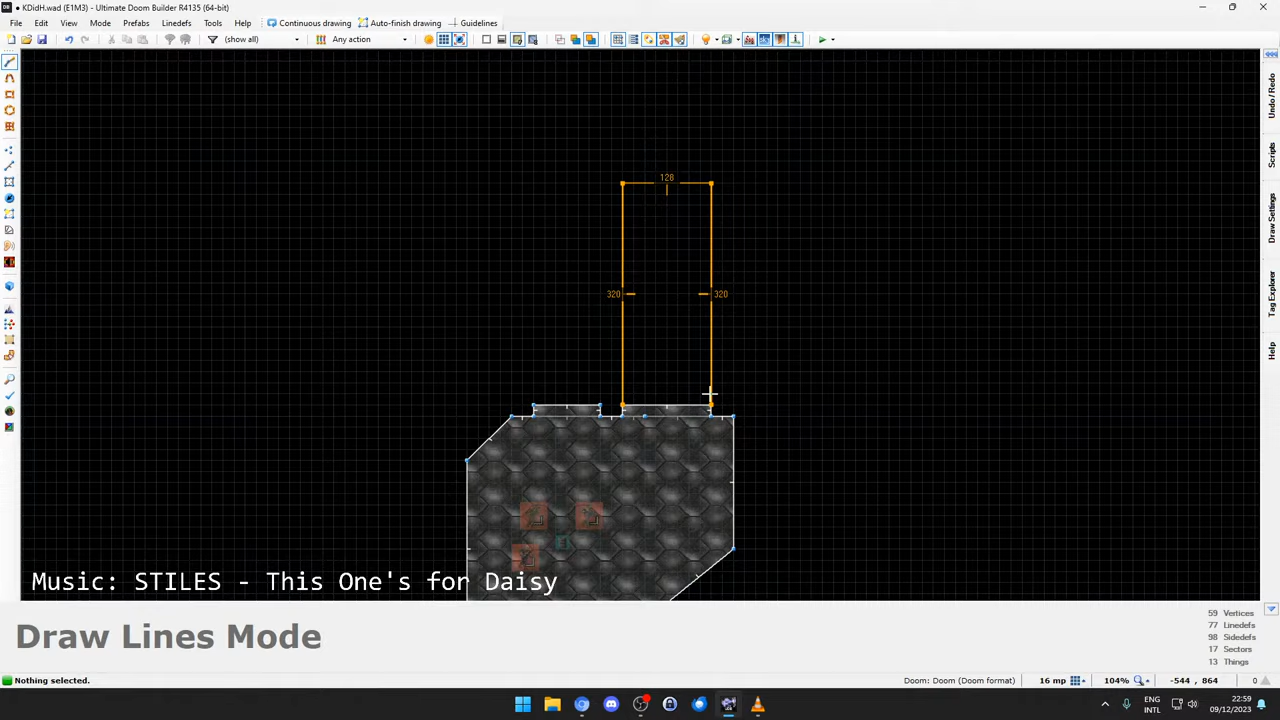 • KDidH.wad (E1M3) - Ultimate Doom Builder R4135 (64-bit)
File Edit View Mode Prefabs Linedefs Tools Help Continuous drawing Auto-finish drawing Guidelines
(show all) Any action
Undo / Redo
Scripts
Draw Settings
Tag Explorer
Help
128
320 320
Music: STILES - This One's for Daisy
Draw Lines Mode
59 Vertices
77 Linedefs
98 Sidedefs
17 Sectors
13 Things
Nothing selected. Doom: Doom (Doom format) 16 mp 104% -544 , 864 0
ENG
INTL
22:59
09/12/2023